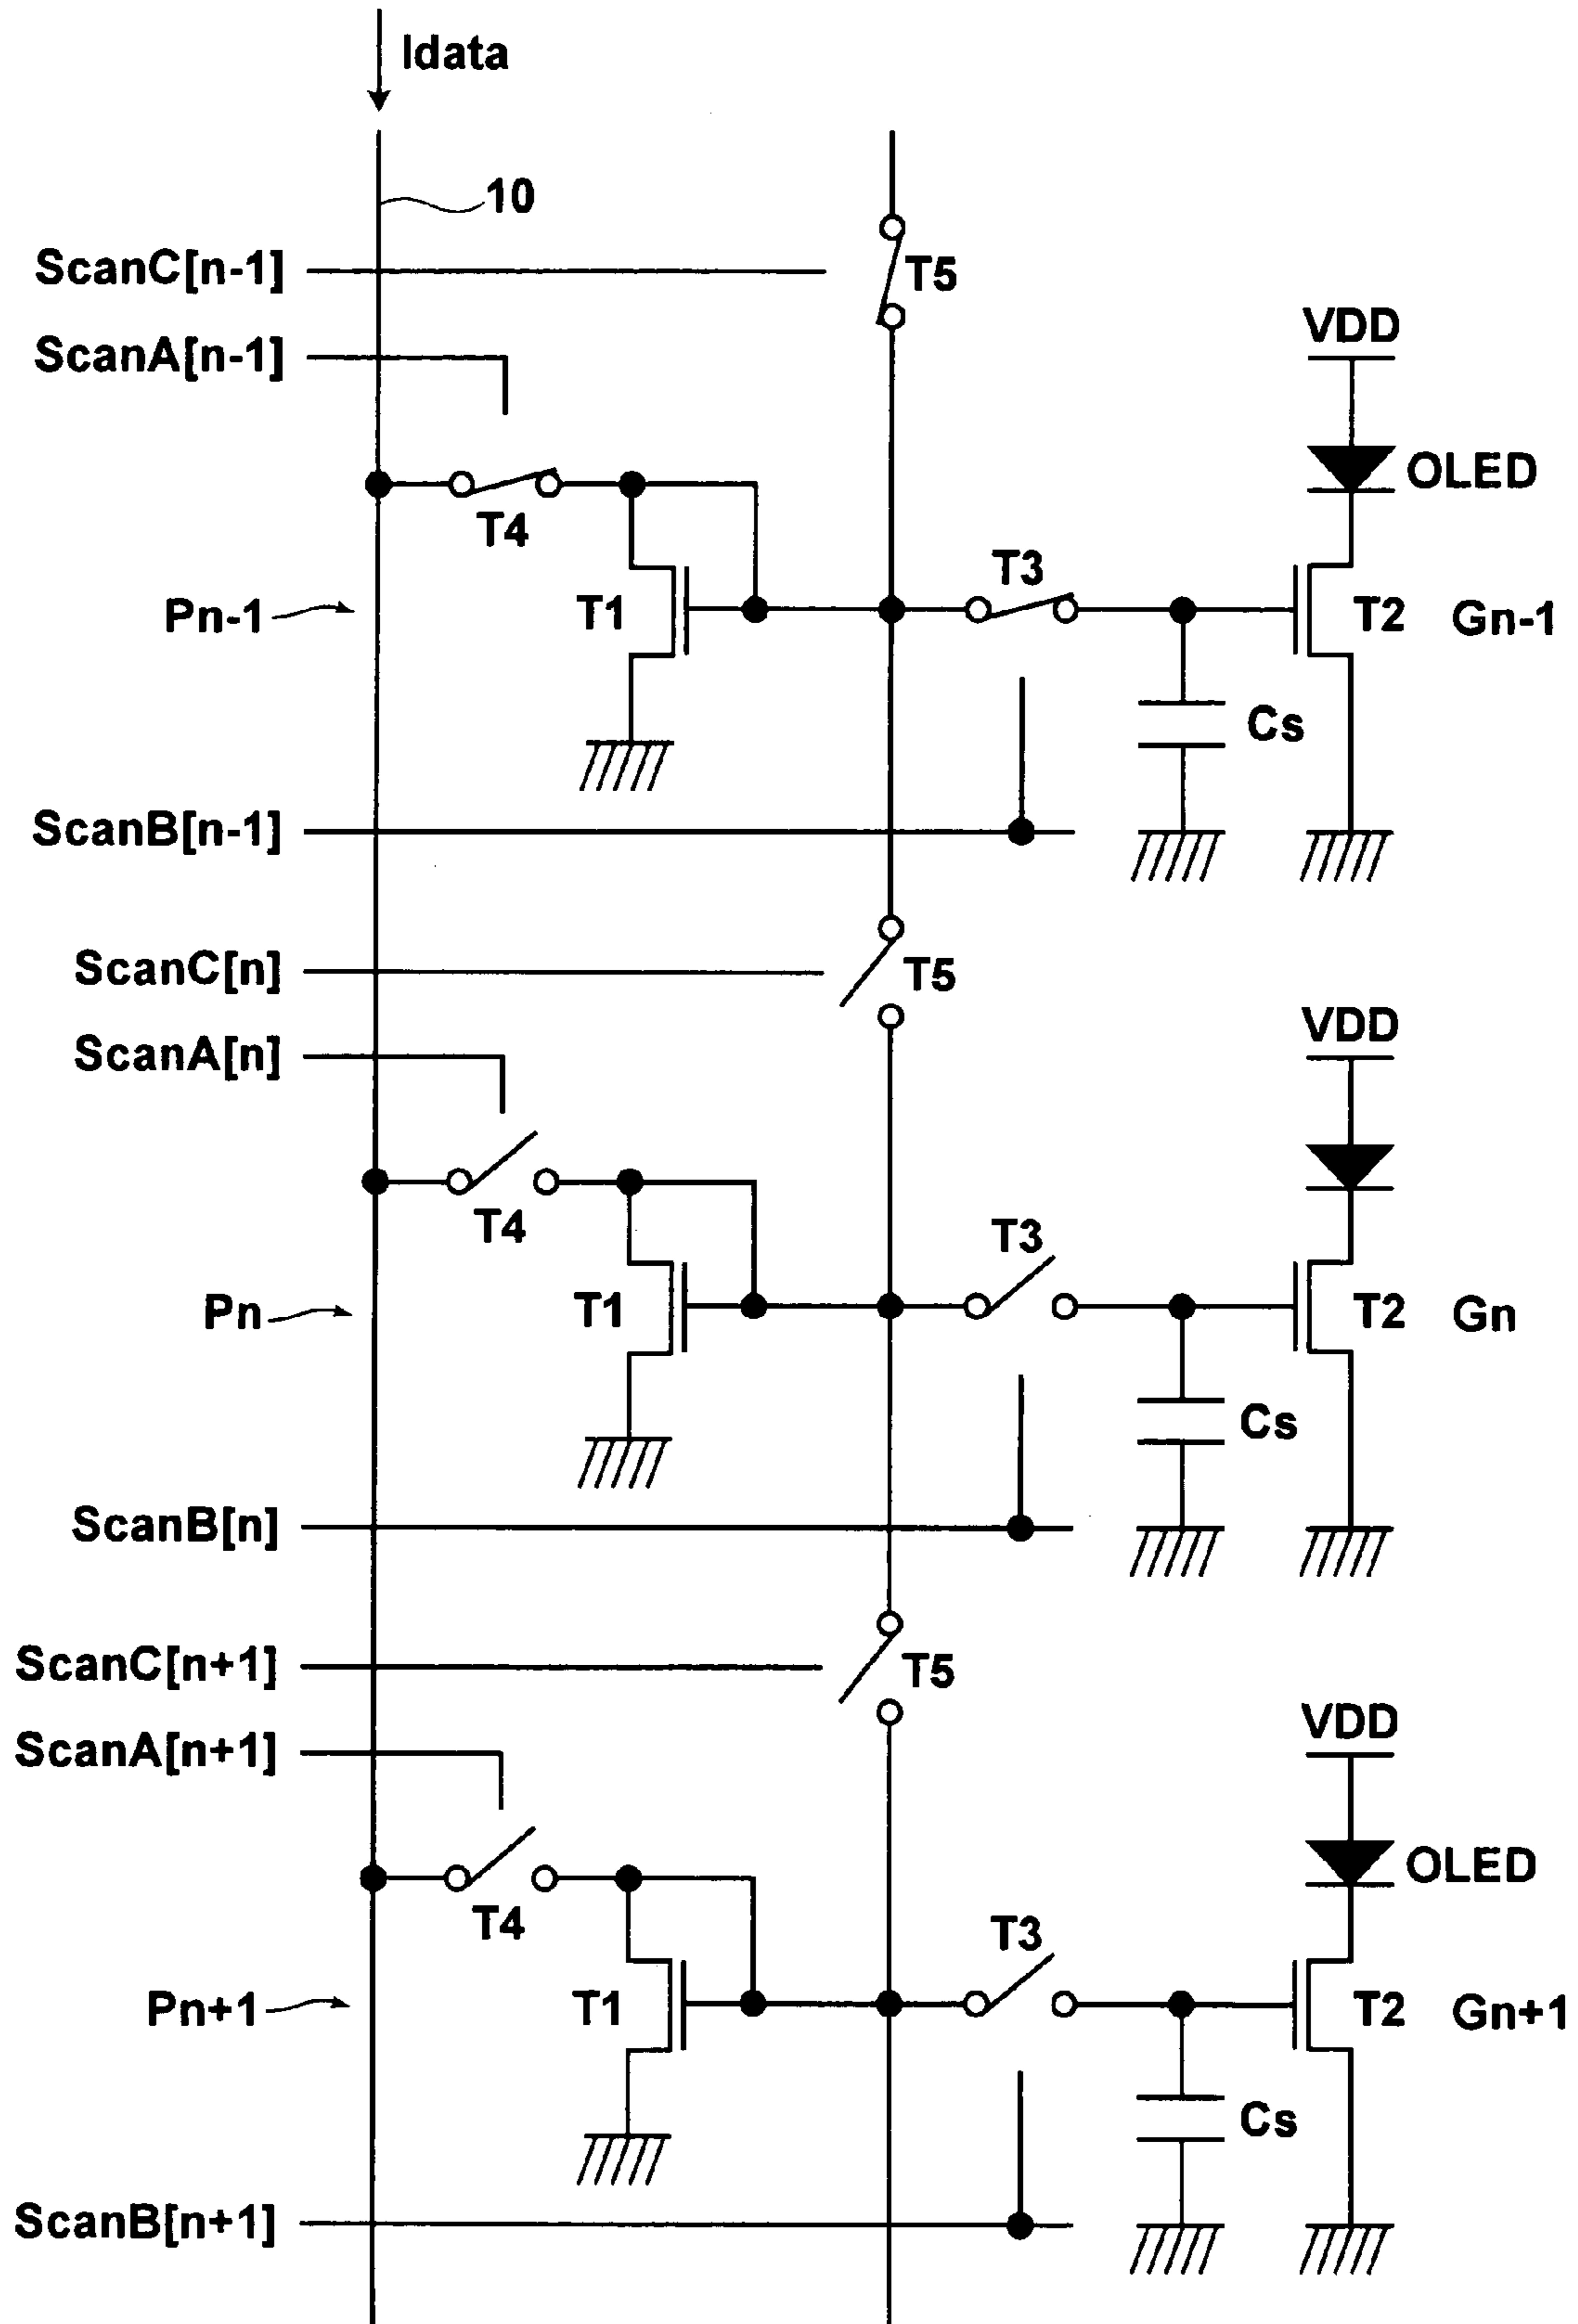 Idata
10
ScanC[n-1]
T5
ScanA[n-1]
VDD
OLED
T4
T3
Pn-1
T1
T2
Gn-1
Cs
ScanB[n-1]
ScanC[n]
T5
ScanA[n]
VDD
T4
T3
Pn
T1
T2
Gn
Cs
ScanB[n]
ScanC[n+1]
T5
ScanA[n+1]
VDD
OLED
T4
T3
Pn+1
T1
T2
Gn+1
Cs
ScanB[n+1]